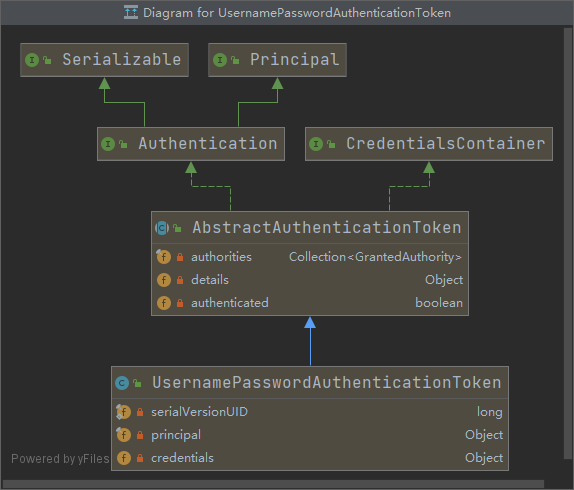 Diagram for UsernamePasswordAuthenticationToken
I Serializable
I Principal
I Authentication
I CredentialsContainer
C AbstractAuthenticationToken
f authorities Collection<GrantedAuthority>
f details Object
f authenticated boolean
C UsernamePasswordAuthenticationToken
f serialVersionUID long
f principal Object
f credentials Object
Powered by yFiles